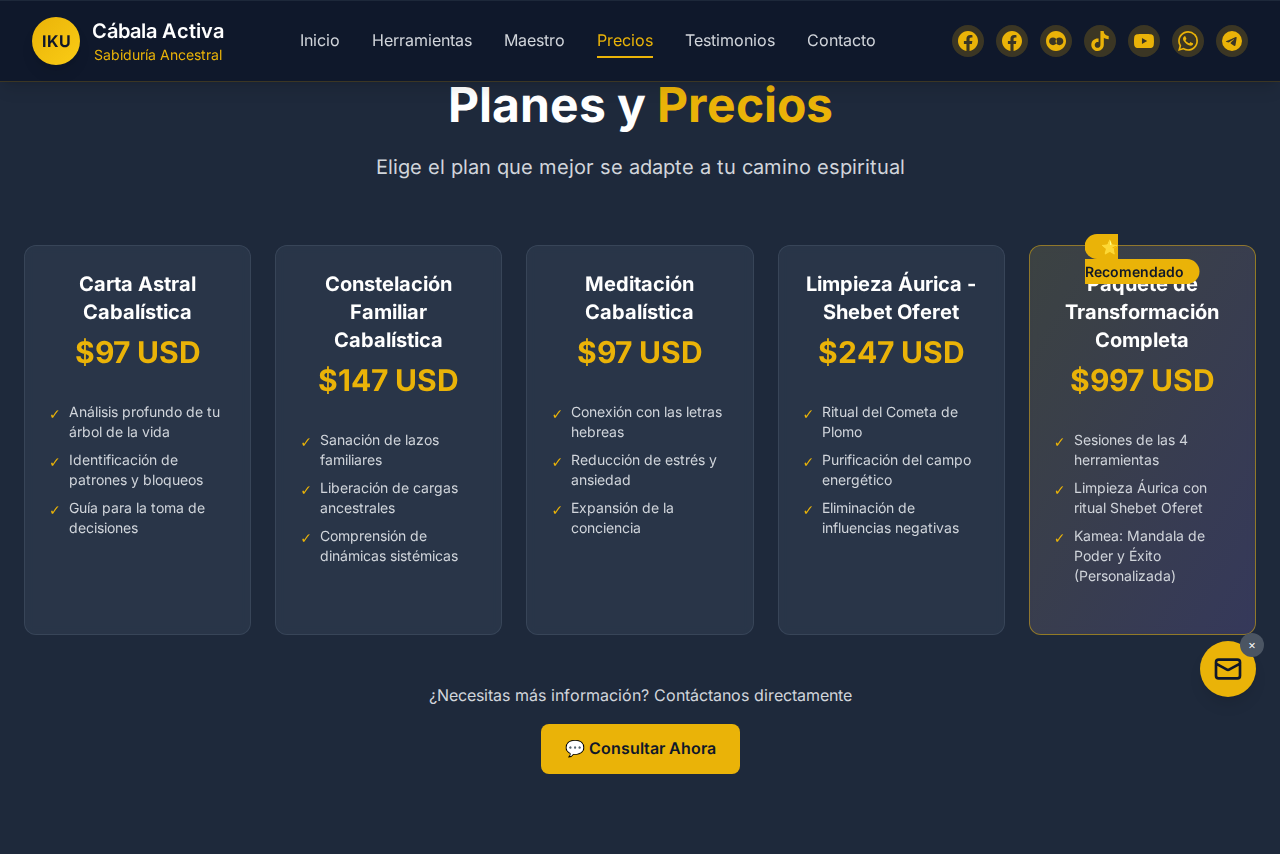 IKU
Cábala Activa
Sabiduría Ancestral
Inicio
Herramientas
Maestro
Precios
Testimonios
Contacto
Planes y Precios
Elige el plan que mejor se adapte a tu camino espiritual
Carta Astral
Cabalística
$97 USD
✓ Análisis profundo de tu
árbol de la vida
✓ Identificación de
patrones y bloqueos
✓ Guía para la toma de
decisiones
Constelación
Familiar
Cabalística
$147 USD
✓ Sanación de lazos
familiares
✓ Liberación de cargas
ancestrales
✓ Comprensión de
dinámicas sistémicas
Meditación
Cabalística
$97 USD
✓ Conexión con las letras
hebreas
✓ Reducción de estrés y
ansiedad
✓ Expansión de la
conciencia
Limpieza Áurica -
Shebet Oferet
$247 USD
✓ Ritual del Cometa de
Plomo
✓ Purificación del campo
energético
✓ Eliminación de
influencias negativas
⭐
Recomendado
Paquete de
Transformación
Completa
$997 USD
✓ Sesiones de las 4
herramientas
✓ Limpieza Áurica con
ritual Shebet Oferet
✓ Kamea: Mandala de
Poder y Éxito
(Personalizada)
×
¿Necesitas más información? Contáctanos directamente
💬 Consultar Ahora